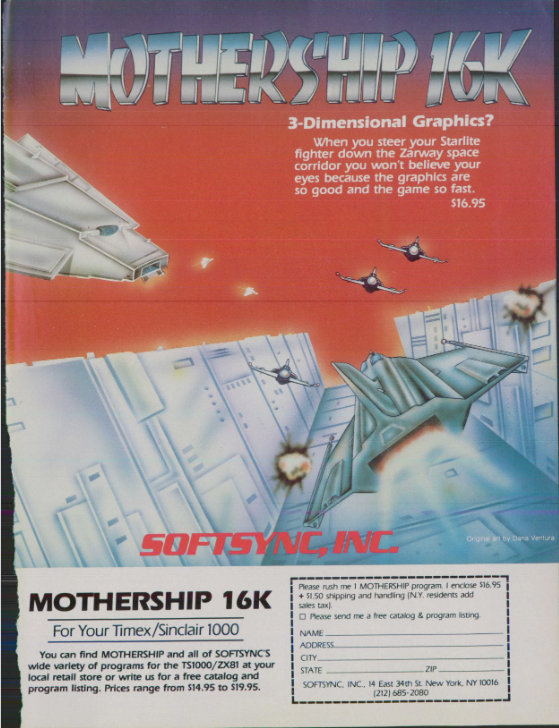 MOTHERSHIP 16K
3-Dimensional Graphics?
When you steer your Starlite
fighter down the Zarway space
corridor you won't believe your
eyes because the graphics are
so good and the game so fast.
$16.95
SOFTSYNC, INC.
Original art by Dana Ventura
MOTHERSHIP 16K
For Your Timex/Sinclair 1000
You can find MOTHERSHIP and all of SOFTSYNC'S
wide variety of programs for the TS1000/ZX81 at your
local retail store or write us for a free catalog and
program listing. Prices range from $14.95 to $19.95.
Please rush me 1 MOTHERSHIP program. I enclose $16.95
+ $1.50 shipping and handling (N.Y. residents add
sales tax).
□ Please send me a free catalog & program listing.
NAME
ADDRESS
CITY
STATE ZIP
SOFTSYNC, INC., 14 East 34th St. New York, NY 10016
(212) 685-2080